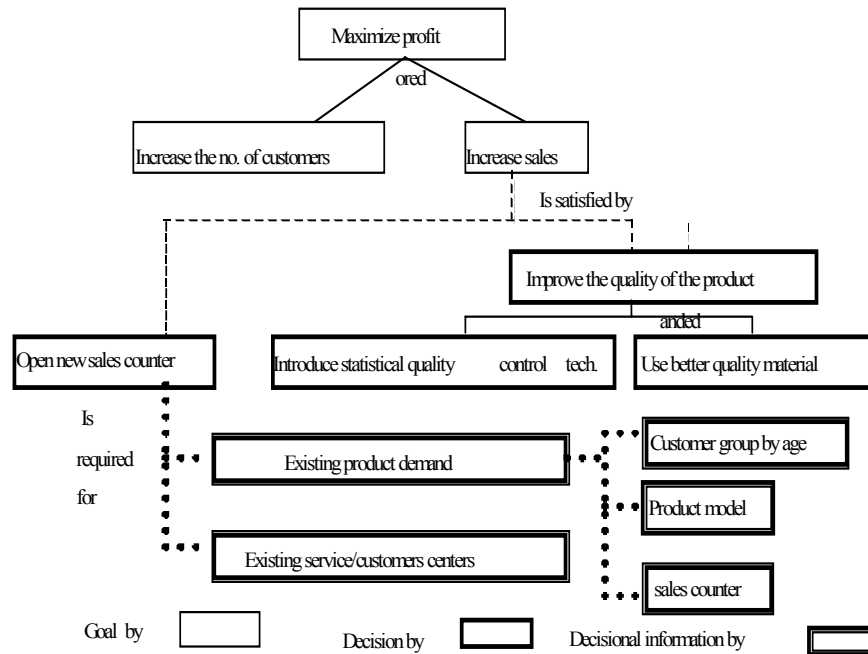 Maximize profit
ored
Increase the no. of customers
Increase sales
Is satisfied by
Improve the quality of the product
anded
Open new sales counter
Introduce statistical quality control tech.
Use better quality material
Is
required
for
Existing product demand
Customer group by age
Product model
Existing service/customers centers
sales counter
Goal by
Decision by
Decisional information by